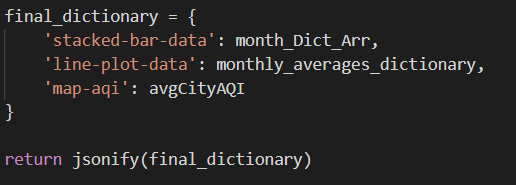 final_dictionary = {
    'stacked-bar-data': month_Dict_Arr,
    'line-plot-data': monthly_averages_dictionary,
    'map-aqi': avgCityAQI
}

return jsonify(final_dictionary)